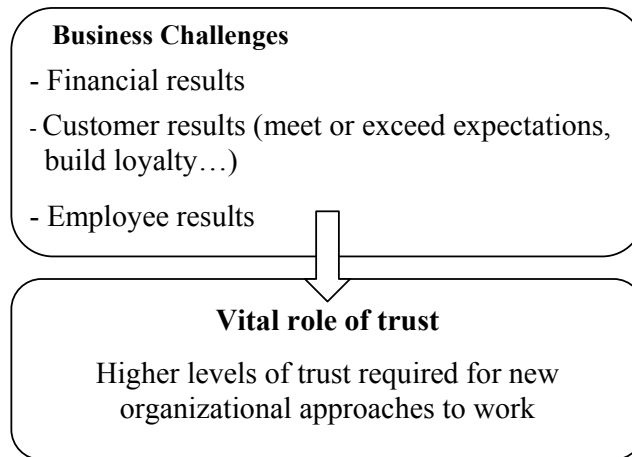 Business Challenges
- Financial results
- Customer results (meet or exceed expectations,
build loyalty…)
- Employee results
Vital role of trust
Higher levels of trust required for new
organizational approaches to work